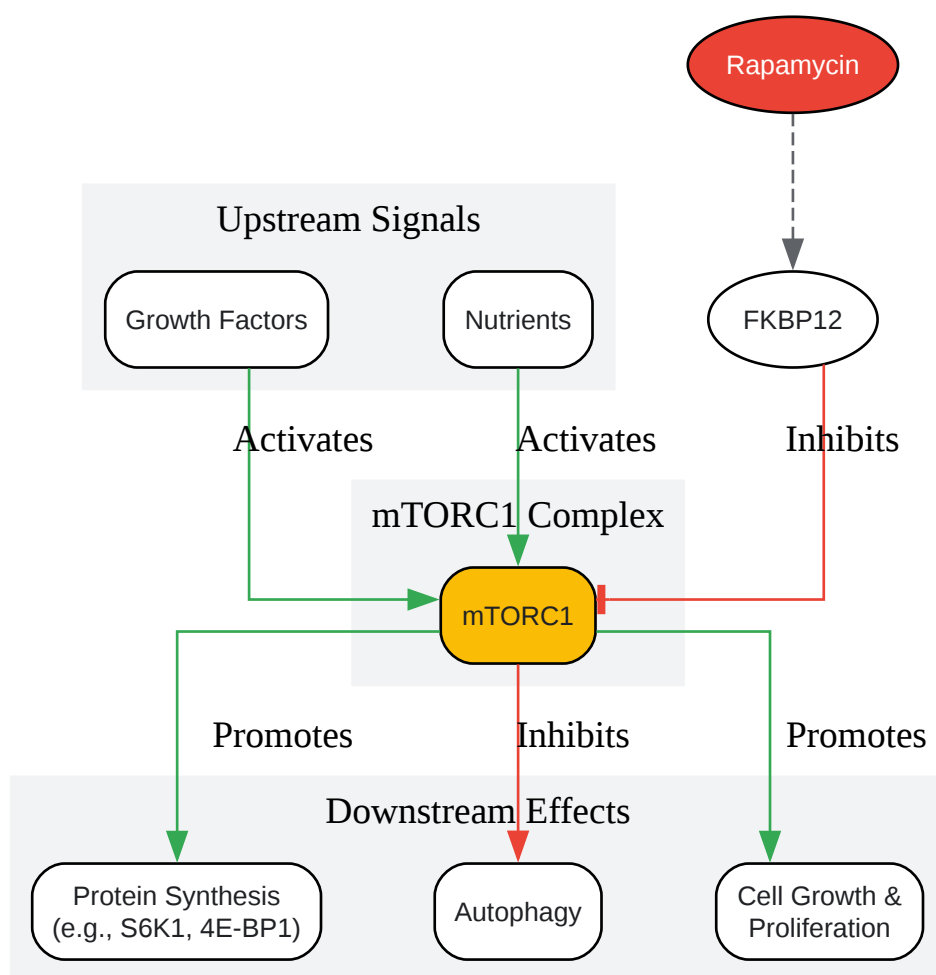 Rapamycin
Upstream Signals
Growth Factors
Nutrients
FKBP12
Activates
Activates
Inhibits
mTORC1 Complex
mTORC1
Promotes
Inhibits
Promotes
Downstream Effects
Protein Synthesis
(e.g., S6K1, 4E-BP1)
Autophagy
Cell Growth &
Proliferation